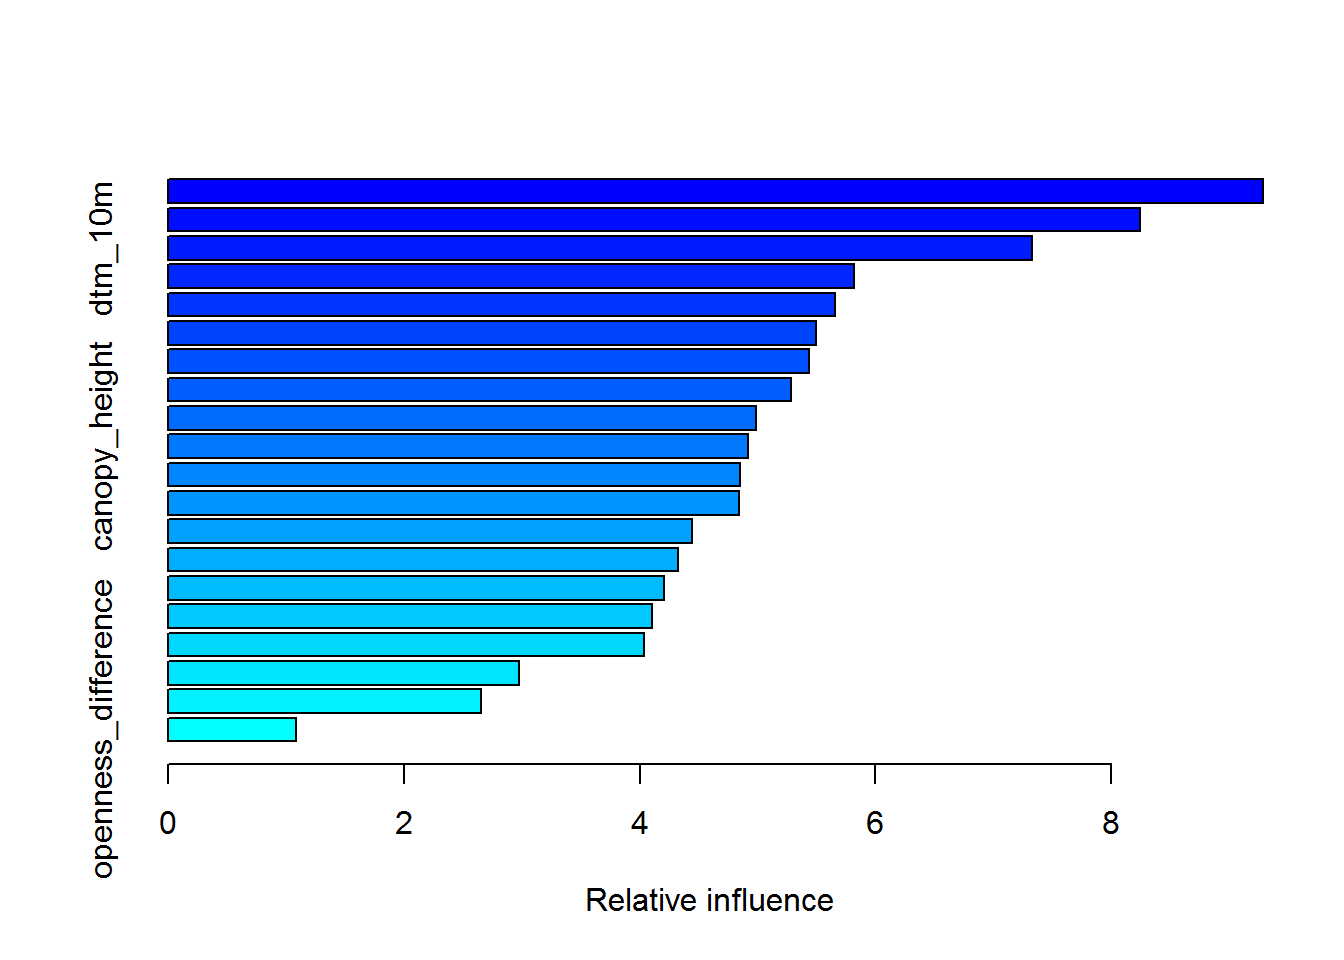 dtm_10m
canopy_height
openness_difference
0 2 4 6 8
Relative influence